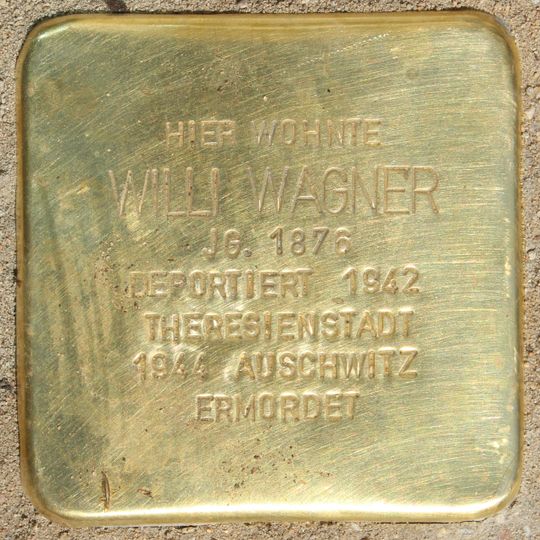 HIER WOHNTE
WILLI WAGNER
JG. 1876
DEPORTIERT 1942
THERESIENSTADT
1944 AUSCHWITZ
ERMORDET